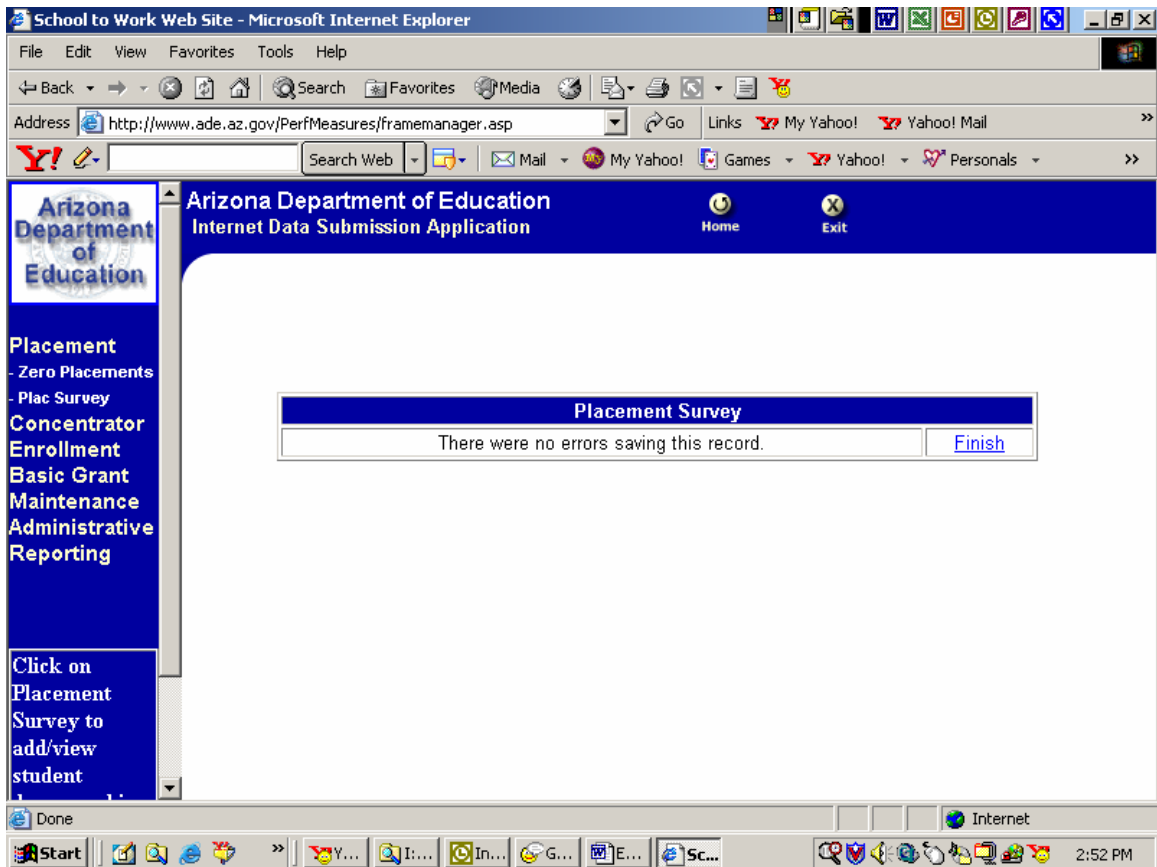 School to Work Web Site - Microsoft Internet Explorer
File Edit View Favorites Tools Help
Back Search Favorites Media
Address http://www.ade.az.gov/PerfMeasures/framemanager.asp Go Links My Yahoo! Yahoo! Mail »
Y! Search Web Mail My Yahoo! Games Yahoo! Personals »
Arizona
Department
of
Education
Arizona Department of Education
Internet Data Submission Application
Home Exit
Placement
- Zero Placements
- Plac Survey
Concentrator
Enrollment
Basic Grant
Maintenance
Administrative
Reporting
Placement Survey
There were no errors saving this record. Finish
Click on
Placement
Survey to
add/view
student
Done Internet
Start » Y... I:... In... G... E... Sc... 2:52 PM